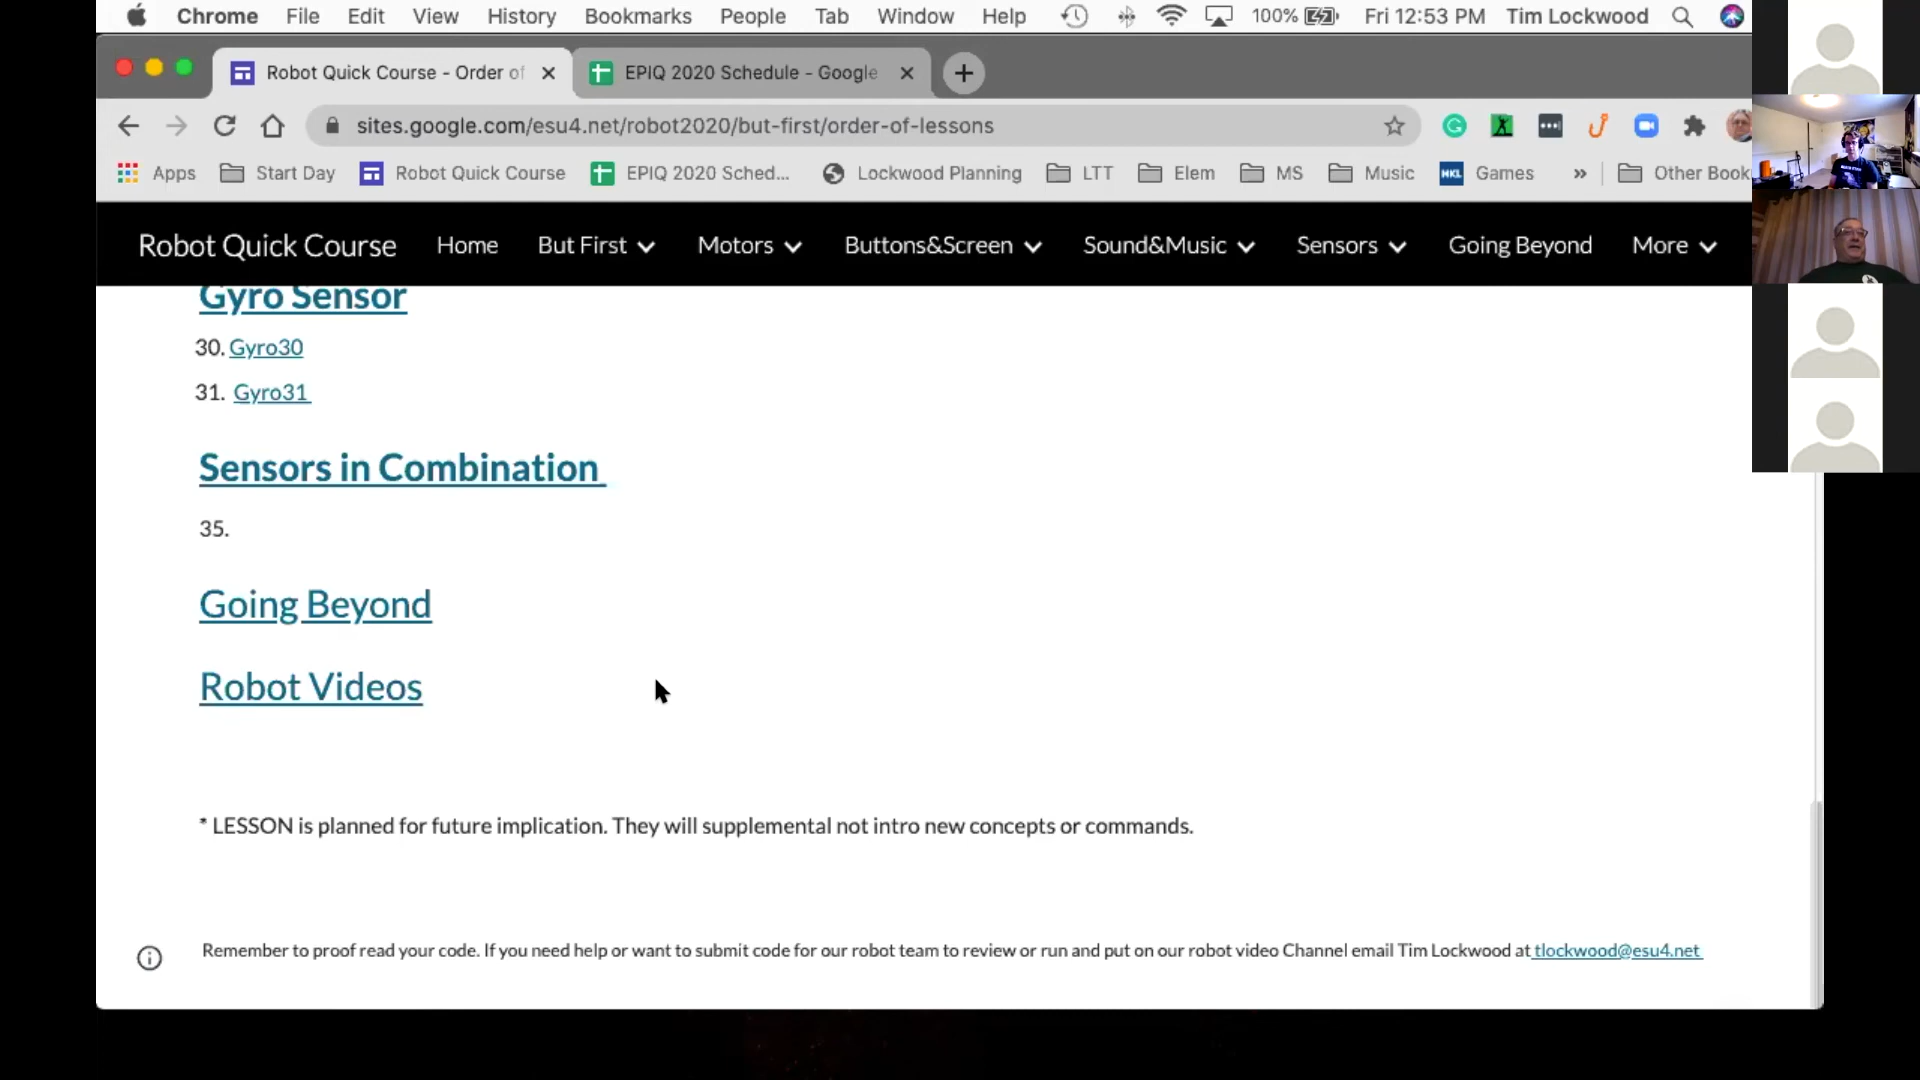 Chrome File Edit View History Bookmarks People Tab Window Help 100% Fri 12:53 PM Tim Lockwood
Robot Quick Course - Order of EPIQ 2020 Schedule - Google
sites.google.com/esu4.net/robot2020/but-first/order-of-lessons
Apps Start Day Robot Quick Course EPIQ 2020 Sched... Lockwood Planning LTT Elem MS Music HKL Games » Other Book
Robot Quick Course Home But First Motors Buttons&Screen Sound&Music Sensors Going Beyond More
Gyro Sensor
30. Gyro30
31. Gyro31
Sensors in Combination
35.
Going Beyond
Robot Videos
* LESSON is planned for future implication. They will supplemental not intro new concepts or commands.
Remember to proof read your code. If you need help or want to submit code for our robot team to review or run and put on our robot video Channel email Tim Lockwood at tlockwood@esu4.net